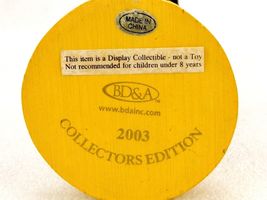 MADE IN
CHINA
This item is a Display Collectible - not a Toy
Not recommended for children under 8 years
BD&A
www.bdainc.com
2003
COLLECTORS EDITION